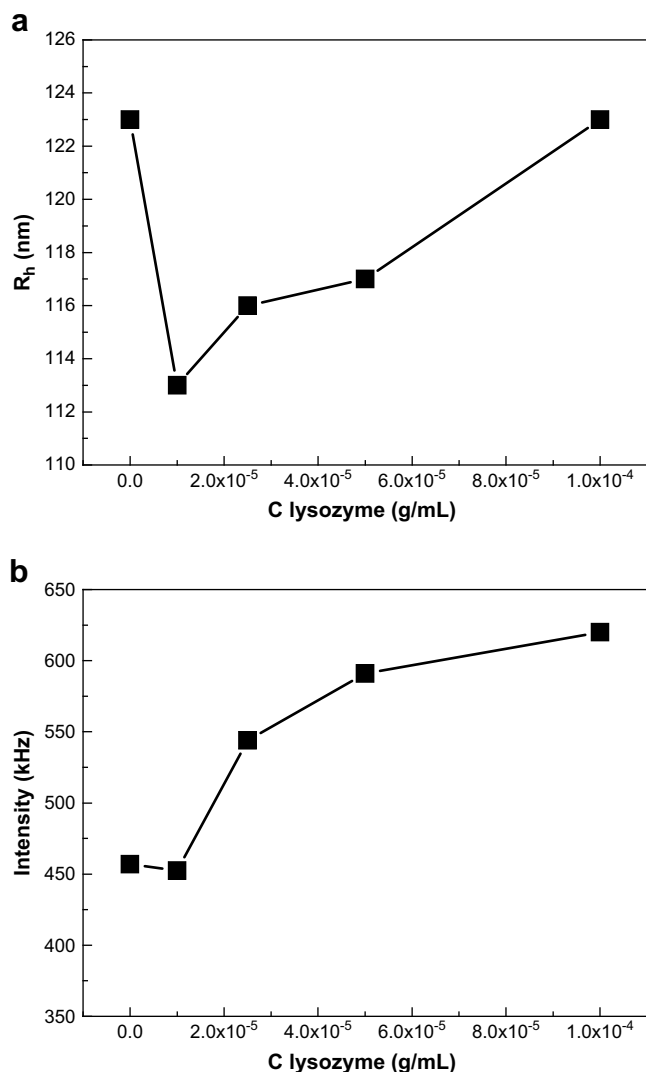 a
126
124
122
120
118
116
114
112
110
R_h (nm)
0.0 2.0x10^-5 4.0x10^-5 6.0x10^-5 8.0x10^-5 1.0x10^-4
C lysozyme (g/mL)
b
650
600
550
500
450
400
350
Intensity (kHz)
0.0 2.0x10^-5 4.0x10^-5 6.0x10^-5 8.0x10^-5 1.0x10^-4
C lysozyme (g/mL)